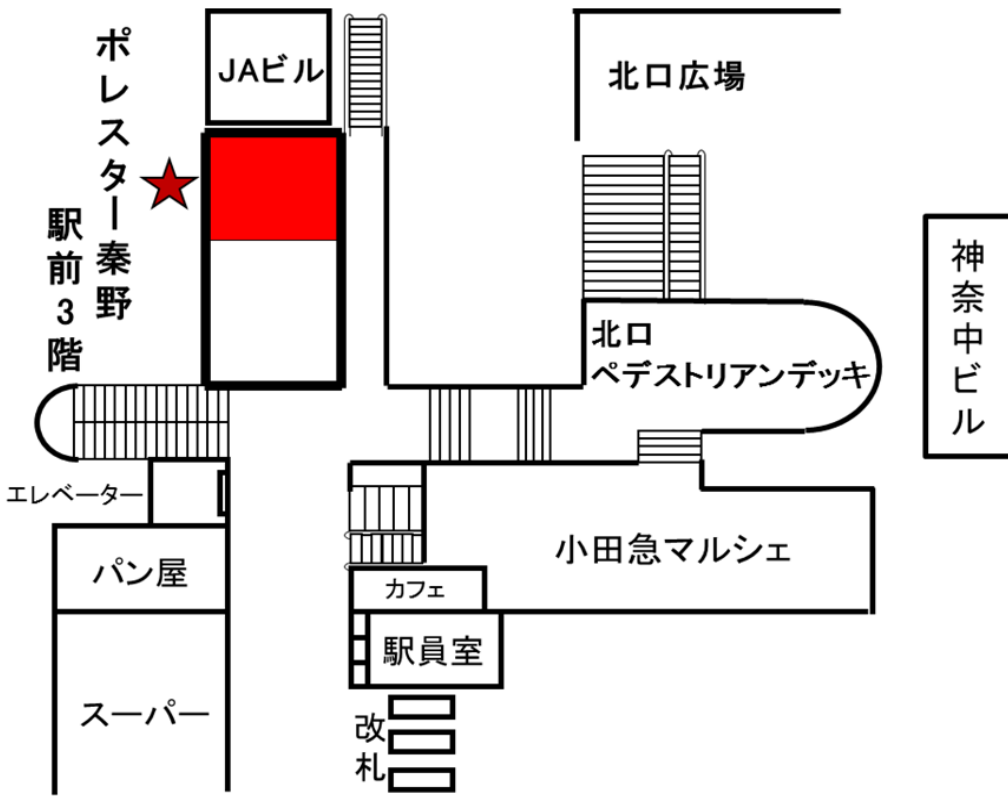 JAビル
北口広場
ポレスター秦野
駅前3階
神奈中ビル
北口
ペデストリアンデッキ
エレベーター
パン屋
小田急マルシェ
カフェ
駅員室
スーパー
改札